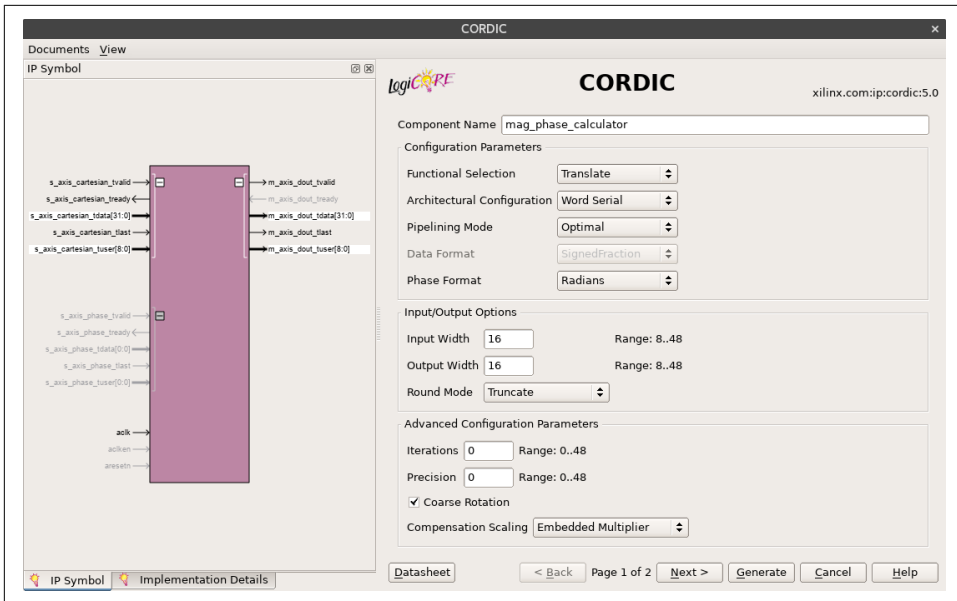 CORDIC
×
Documents View
IP Symbol
s_axis_cartesian_tvalid
s_axis_cartesian_tready
s_axis_cartesian_tdata[31:0]
s_axis_cartesian_tlast
s_axis_cartesian_tuser[8:0]
m_axis_dout_tvalid
m_axis_dout_tready
m_axis_dout_tdata[31:0]
m_axis_dout_tlast
m_axis_dout_tuser[8:0]
s_axis_phase_tvalid
s_axis_phase_tready
s_axis_phase_tdata[0:0]
s_axis_phase_tlast
s_axis_phase_tuser[0:0]
aclk
aclken
aresetn
IP Symbol
Implementation Details
logiCORE
CORDIC
xilinx.com:ip:cordic:5.0
Component Name mag_phase_calculator
Configuration Parameters
Functional Selection Translate
Architectural Configuration Word Serial
Pipelining Mode Optimal
Data Format SignedFraction
Phase Format Radians
Input/Output Options
Input Width 16 Range: 8..48
Output Width 16 Range: 8..48
Round Mode Truncate
Advanced Configuration Parameters
Iterations 0 Range: 0..48
Precision 0 Range: 0..48
Coarse Rotation
Compensation Scaling Embedded Multiplier
Datasheet < Back Page 1 of 2 Next > Generate Cancel Help